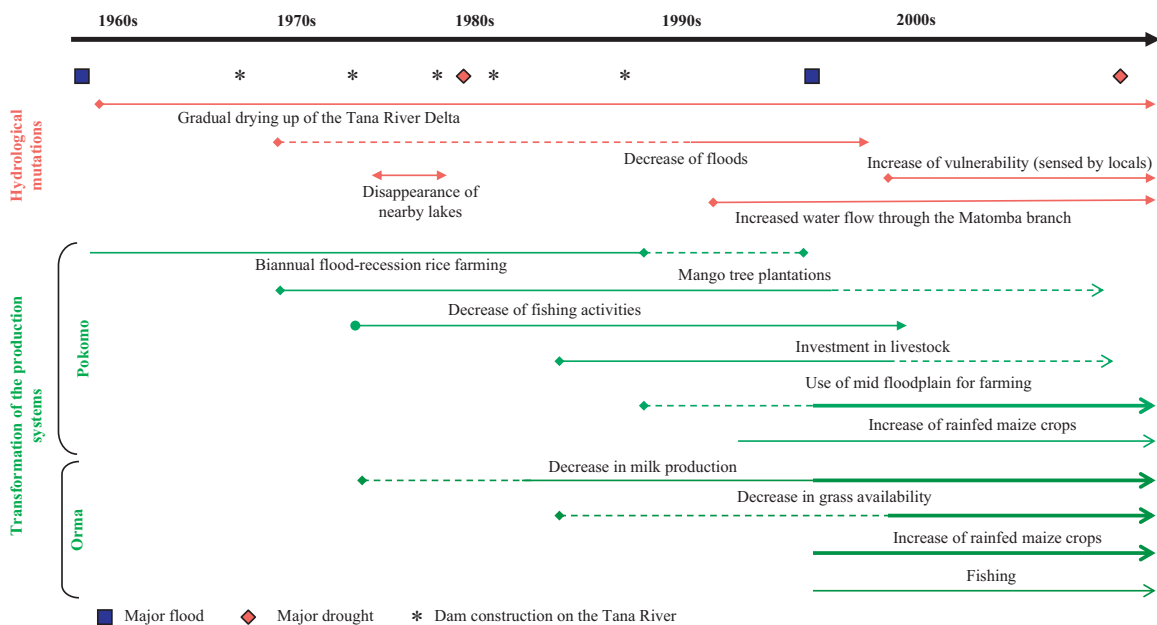 1960s 1970s 1980s 1990s 2000s
* * * * *
Hydrological
mutations
Gradual drying up of the Tana River Delta
Decrease of floods
Increase of vulnerability (sensed by locals)
Disappearance of
nearby lakes
Increased water flow through the Matomba branch
Transformation of the production
systems
Pokomo
Biannual flood-recession rice farming
Mango tree plantations
Decrease of fishing activities
Investment in livestock
Use of mid floodplain for farming
Increase of rainfed maize crops
Orma
Decrease in milk production
Decrease in grass availability
Increase of rainfed maize crops
Fishing
Major flood Major drought * Dam construction on the Tana River